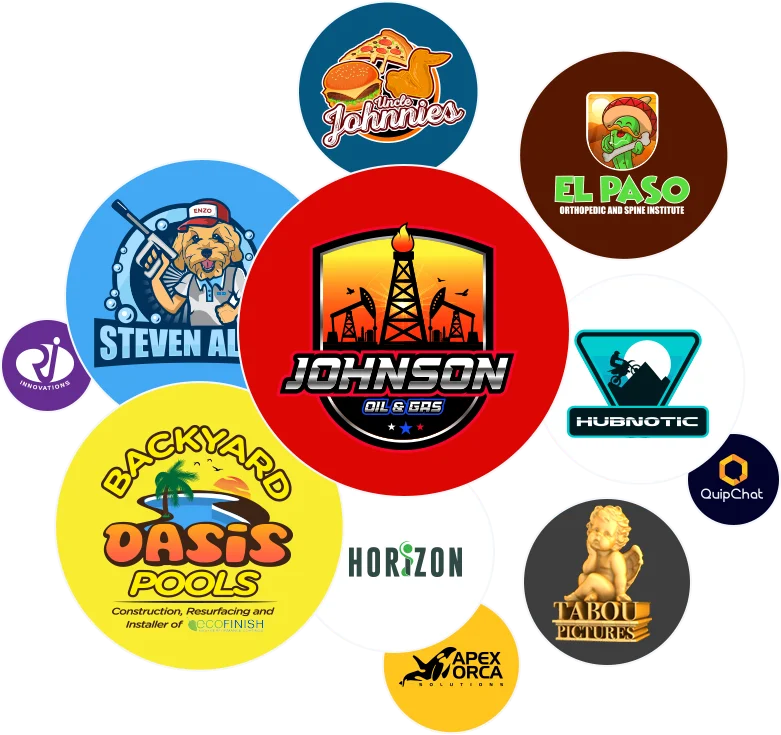 Uncle
Johnnies
EL PASO
ORTHOPEDIC AND SPINE INSTITUTE
ENZO
STEVEN AL
JOHNSON
OIL & GAS
RJ
INNOVATIONS
HUBNOTIC
QuipChat
BACKYARD
OASIS
POOLS
Construction, Resurfacing and
Installer of ecoFINISH
HORIZON
TABOU
PICTURES
APEX
ORCA
SOLUTIONS